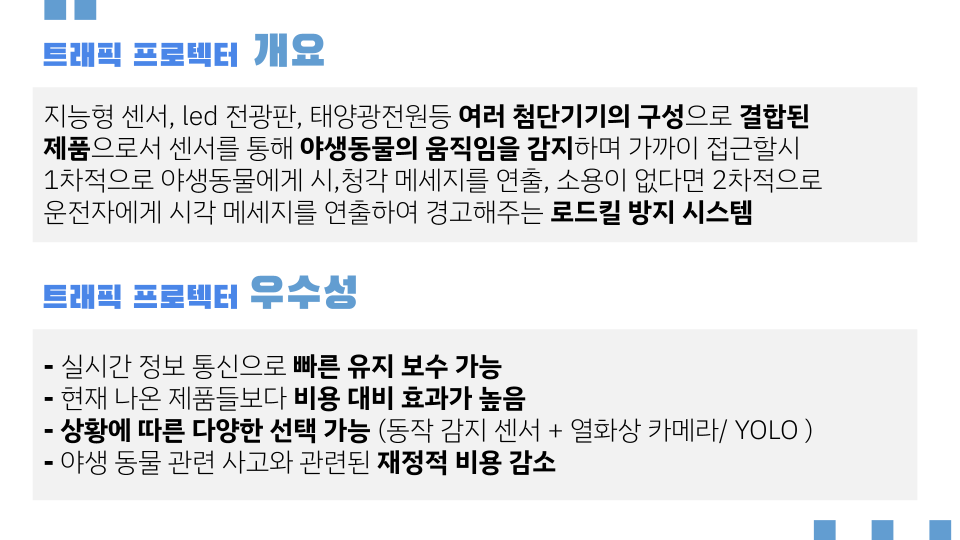 트래픽 프로텍터 개요
지능형 센서, led 전광판, 태양광전원등 여러 첨단기기의 구성으로 결합된
제품으로서 센서를 통해 야생동물의 움직임을 감지하며 가까이 접근할시
1차적으로 야생동물에게 시,청각 메세지를 연출, 소용이 없다면 2차적으로
운전자에게 시각 메세지를 연출하여 경고해주는 로드킬 방지 시스템
트래픽 프로텍터 우수성
- 실시간 정보 통신으로 빠른 유지 보수 가능
- 현재 나온 제품들보다 비용 대비 효과가 높음
- 상황에 따른 다양한 선택 가능 (동작 감지 센서 + 열화상 카메라/ YOLO )
- 야생 동물 관련 사고와 관련된 재정적 비용 감소